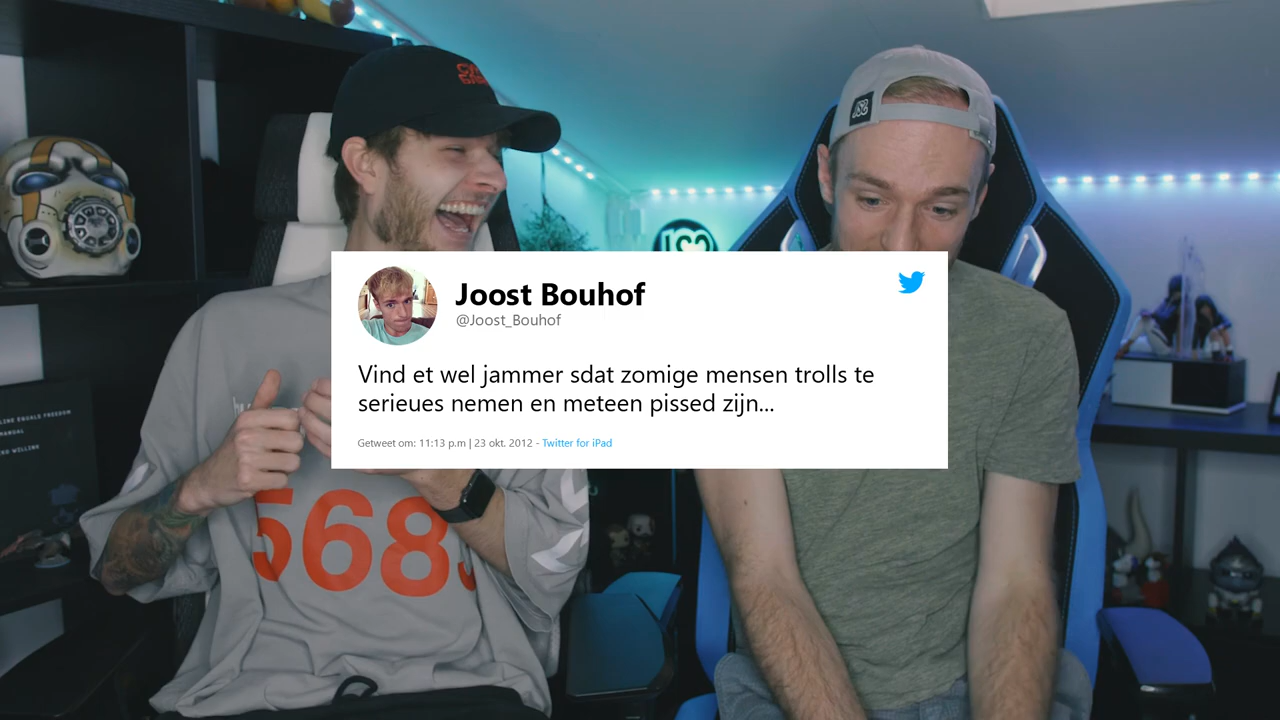 Joost Bouhof
@Joost_Bouhof
Vind et wel jammer sdat zomige mensen trolls te
serieues nemen en meteen pissed zijn...
Getweet om: 11:13 p.m | 23 okt. 2012 - Twitter for iPad
568